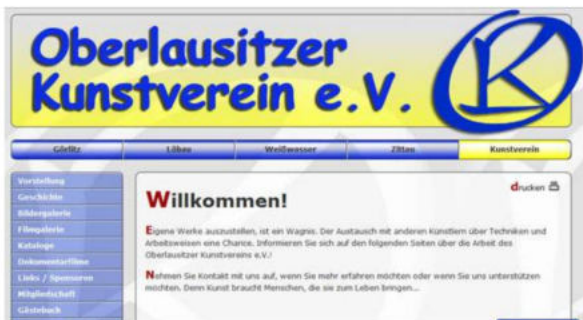 Oberlausitzer
Kunstverein e.V.
K
Görlitz
Löbau
Weißwasser
Zittau
Kunstverein
Vorstellung
Geschichte
Bildergalerie
Filmgalerie
Kataloge
Dokumentarfilme
Links / Sponsoren
Mitgliedschaft
Gästebuch
drucken
Willkommen!
Eigene Werke auszustellen, ist ein Wagnis. Der Austausch mit anderen Künstlern über Techniken und
Arbeitsweisen eine Chance. Informieren Sie sich auf den folgenden Seiten über die Arbeit des
Oberlausitzer Kunstvereins e.V.!
Nehmen Sie Kontakt mit uns auf, wenn Sie mehr erfahren möchten oder wenn Sie uns unterstützen
möchten. Denn Kunst braucht Menschen, die sie zum Leben bringen...